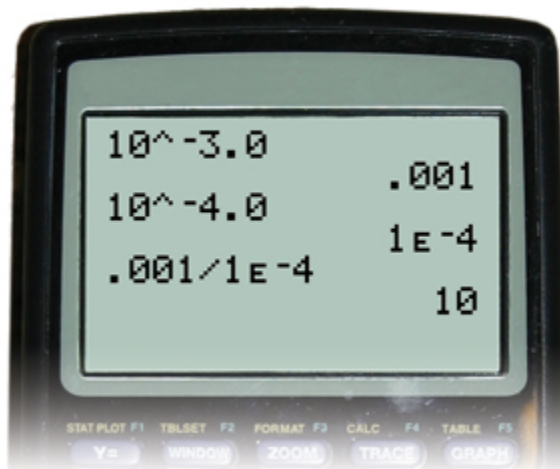 10^-3.0
.001
10^-4.0
1E-4
.001/1E-4
10
STAT PLOT F1 TBLSET F2 FORMAT F3 CALC F4 TABLE F5
Y= WINDOW ZOOM TRACE GRAPH